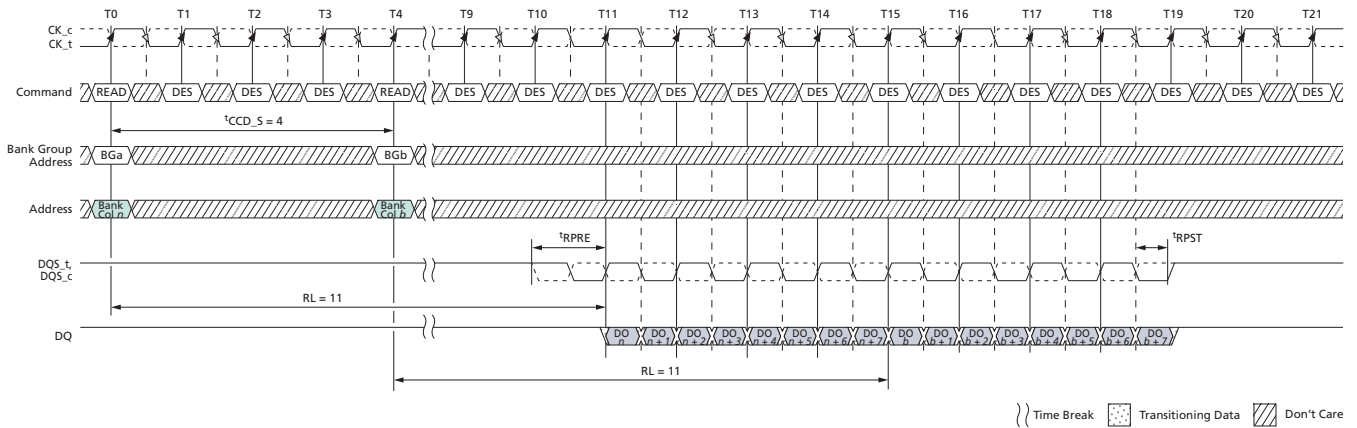 T0 T1 T2 T3 T4 T9 T10 T11 T12 T13 T14 T15 T16 T17 T18 T19 T20 T21
CK_c
CK_t
Command READ DES DES DES READ DES DES DES DES DES DES DES DES DES DES DES DES DES
tCCD_S = 4
Bank Group
Address
BGa BGb
Address
Bank
Col n
Bank
Col b
tRPRE tRPST
DQS_t,
DQS_c
RL = 11
DQ
DO
n
DO
n + 1
DO
n + 2
DO
n + 3
DO
n + 4
DO
n + 5
DO
n + 6
DO
n + 7
DO
b
DO
b + 1
DO
b + 2
DO
b + 3
DO
b + 4
DO
b + 5
DO
b + 6
DO
b + 7
RL = 11
Time Break Transitioning Data Don't Care